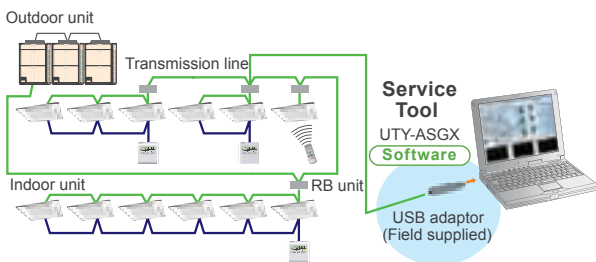 Outdoor unit
Transmission line
Service
Tool
UTY-ASGX
Software
Indoor unit
RB unit
USB adaptor
(Field supplied)